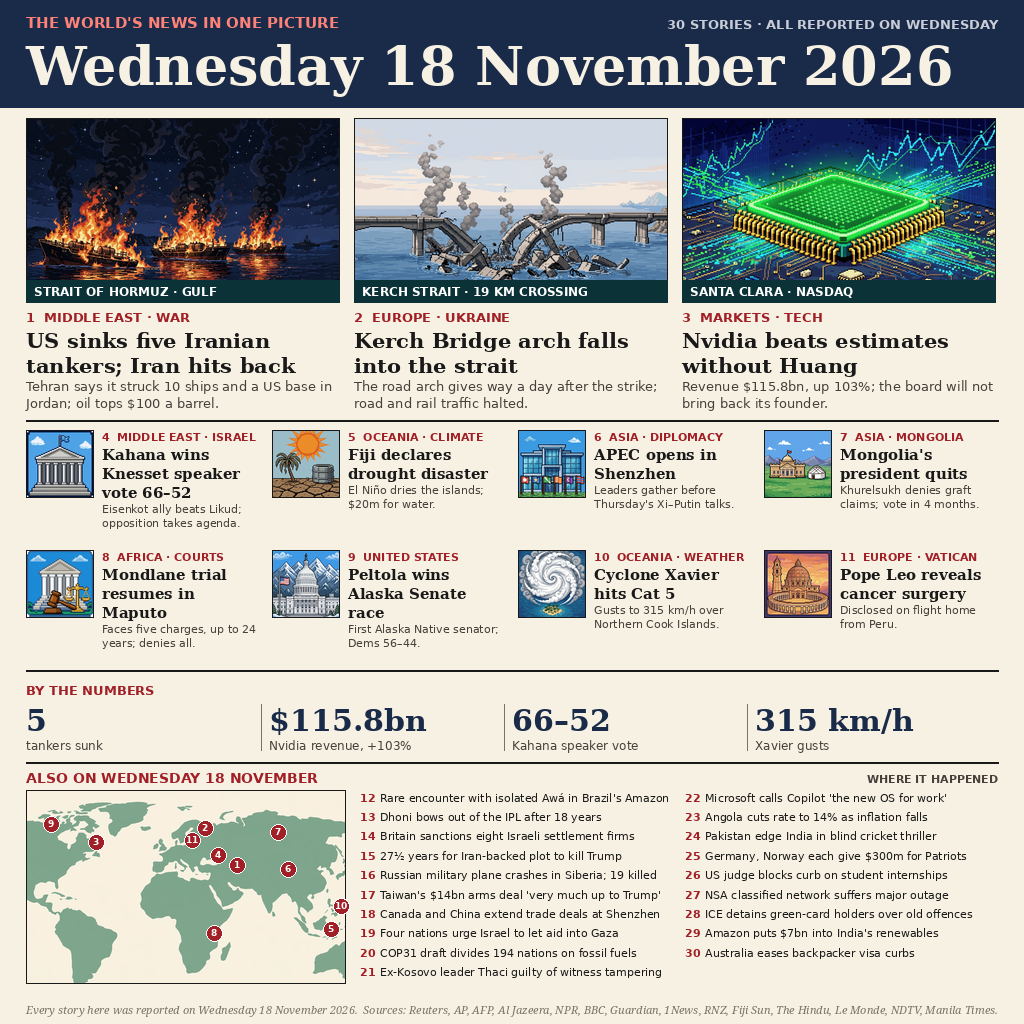 THE WORLD'S NEWS IN ONE PICTURE
30 STORIES · ALL REPORTED ON WEDNESDAY
Wednesday 18 November 2026
STRAIT OF HORMUZ · GULF
1 MIDDLE EAST · WAR
US sinks five Iranian
tankers; Iran hits back
Tehran says it struck 10 ships and a US base in
Jordan; oil tops $100 a barrel.
KERCH STRAIT · 19 KM CROSSING
2 EUROPE · UKRAINE
Kerch Bridge arch falls
into the strait
The road arch gives way a day after the strike;
road and rail traffic halted.
SANTA CLARA · NASDAQ
3 MARKETS · TECH
Nvidia beats estimates
without Huang
Revenue $115.8bn, up 103%; the board will not
bring back its founder.
4 MIDDLE EAST · ISRAEL
Kahana wins
Knesset speaker
vote 66–52
Eisenkot ally beats Likud;
opposition takes agenda.
5 OCEANIA · CLIMATE
Fiji declares
drought disaster
El Niño dries the islands;
$20m for water.
6 ASIA · DIPLOMACY
APEC opens in
Shenzhen
Leaders gather before
Thursday's Xi–Putin talks.
7 ASIA · MONGOLIA
Mongolia's
president quits
Khurelsukh denies graft
claims; vote in 4 months.
8 AFRICA · COURTS
Mondlane trial
resumes in
Maputo
Faces five charges, up to 24
years; denies all.
9 UNITED STATES
Peltola wins
Alaska Senate
race
First Alaska Native senator;
Dems 56–44.
10 OCEANIA · WEATHER
Cyclone Xavier
hits Cat 5
Gusts to 315 km/h over
Northern Cook Islands.
11 EUROPE · VATICAN
Pope Leo reveals
cancer surgery
Disclosed on flight home
from Peru.
BY THE NUMBERS
5
tankers sunk
$115.8bn
Nvidia revenue, +103%
66–52
Kahana speaker vote
315 km/h
Xavier gusts
ALSO ON WEDNESDAY 18 NOVEMBER
WHERE IT HAPPENED
9
3
2
11
4
1
7
6
10
5
8
12 Rare encounter with isolated Awá in Brazil's Amazon
13 Dhoni bows out of the IPL after 18 years
14 Britain sanctions eight Israeli settlement firms
15 27½ years for Iran-backed plot to kill Trump
16 Russian military plane crashes in Siberia; 19 killed
17 Taiwan's $14bn arms deal 'very much up to Trump'
18 Canada and China extend trade deals at Shenzhen
19 Four nations urge Israel to let aid into Gaza
20 COP31 draft divides 194 nations on fossil fuels
21 Ex-Kosovo leader Thaci guilty of witness tampering
22 Microsoft calls Copilot 'the new OS for work'
23 Angola cuts rate to 14% as inflation falls
24 Pakistan edge India in blind cricket thriller
25 Germany, Norway each give $300m for Patriots
26 US judge blocks curb on student internships
27 NSA classified network suffers major outage
28 ICE detains green-card holders over old offences
29 Amazon puts $7bn into India's renewables
30 Australia eases backpacker visa curbs
Every story here was reported on Wednesday 18 November 2026. Sources: Reuters, AP, AFP, Al Jazeera, NPR, BBC, Guardian, 1News, RNZ, Fiji Sun, The Hindu, Le Monde, NDTV, Manila Times.